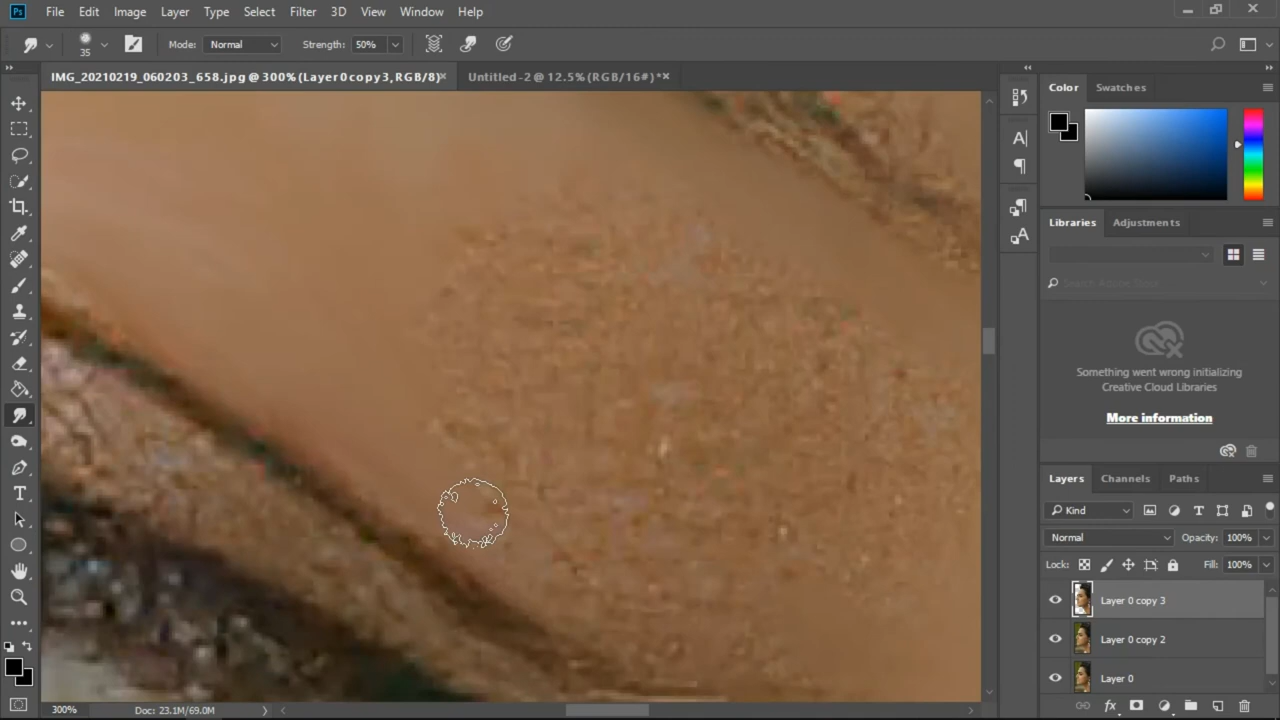 Ps File Edit Image Layer Type Select Filter 3D View Window Help
35 Mode: Normal Strength: 50%
IMG_20210219_060203_658.jpg @ 300% (Layer 0 copy 3, RGB/8) × Untitled-2 @ 12.5% (RGB/16#) * ×
Color Swatches
Libraries Adjustments
Search Adobe Stock
Something went wrong initializing
Creative Cloud Libraries
More information
Layers Channels Paths
Kind
Normal Opacity: 100%
Lock: Fill: 100%
Layer 0 copy 3
Layer 0 copy 2
Layer 0
300% Doc: 23.1M/69.0M